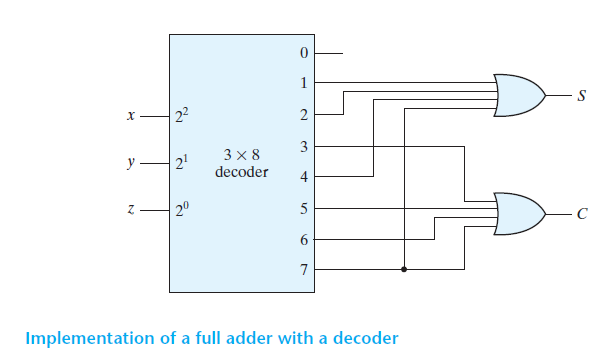 0
1
S
x
2²
2
3
3 × 8
y
2¹
decoder
4
z
2⁰
5
C
6
7
Implementation of a full adder with a decoder